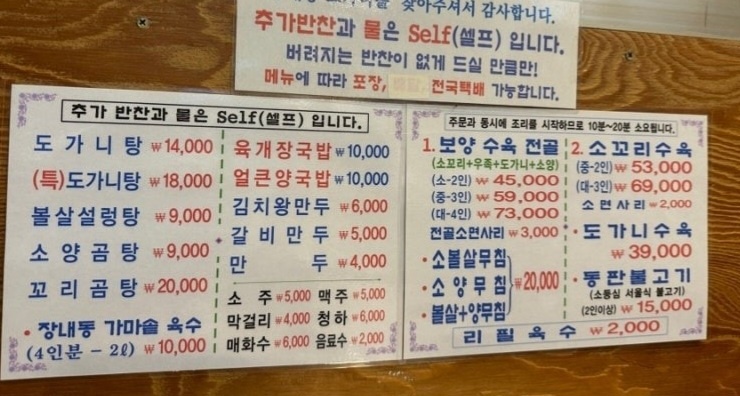 찾아주셔서 감사합니다.
추가반찬과 물은 Self(셀프) 입니다.
버려지는 반찬이 없게 드실 만큼만!
메뉴에 따라 포장, 전국택배 가능합니다.
추가 반찬과 물은 Self(셀프) 입니다.
도가니탕 ₩14,000
(특)도가니탕 ₩18,000
볼살설렁탕 ₩9,000
소양곰탕 ₩9,000
꼬리곰탕 ₩20,000
• 장내동 가마솥 육수
(4인분 - 2ℓ) ₩10,000
육개장국밥 ₩10,000
얼큰양국밥 ₩10,000
김치왕만두 ₩6,000
갈비만두 ₩5,000
만두 ₩4,000
소주 ₩5,000 맥주 ₩5,000
막걸리 ₩4,000 청하 ₩6,000
매화수 ₩6,000 음료수 ₩2,000
주문과 동시에 조리를 시작하므로 10분~20분 소요됩니다.
1. 보양 수육 전골
(소꼬리+우족+도가니+소양)
(소-2인) ₩45,000
(중-3인) ₩59,000
(대-4인) ₩73,000
전골소면사리 ₩3,000
• 소볼살무침
• 소양무침 ₩20,000
• 볼살+양무침
2. 소꼬리수육
(중-2인) ₩53,000
(대-3인) ₩69,000
소면사리 ₩2,000
• 도가니수육
₩39,000
• 동판불고기
(소등심 서울식 불고기)
(2인이상) ₩15,000
리필육수 ₩2,000